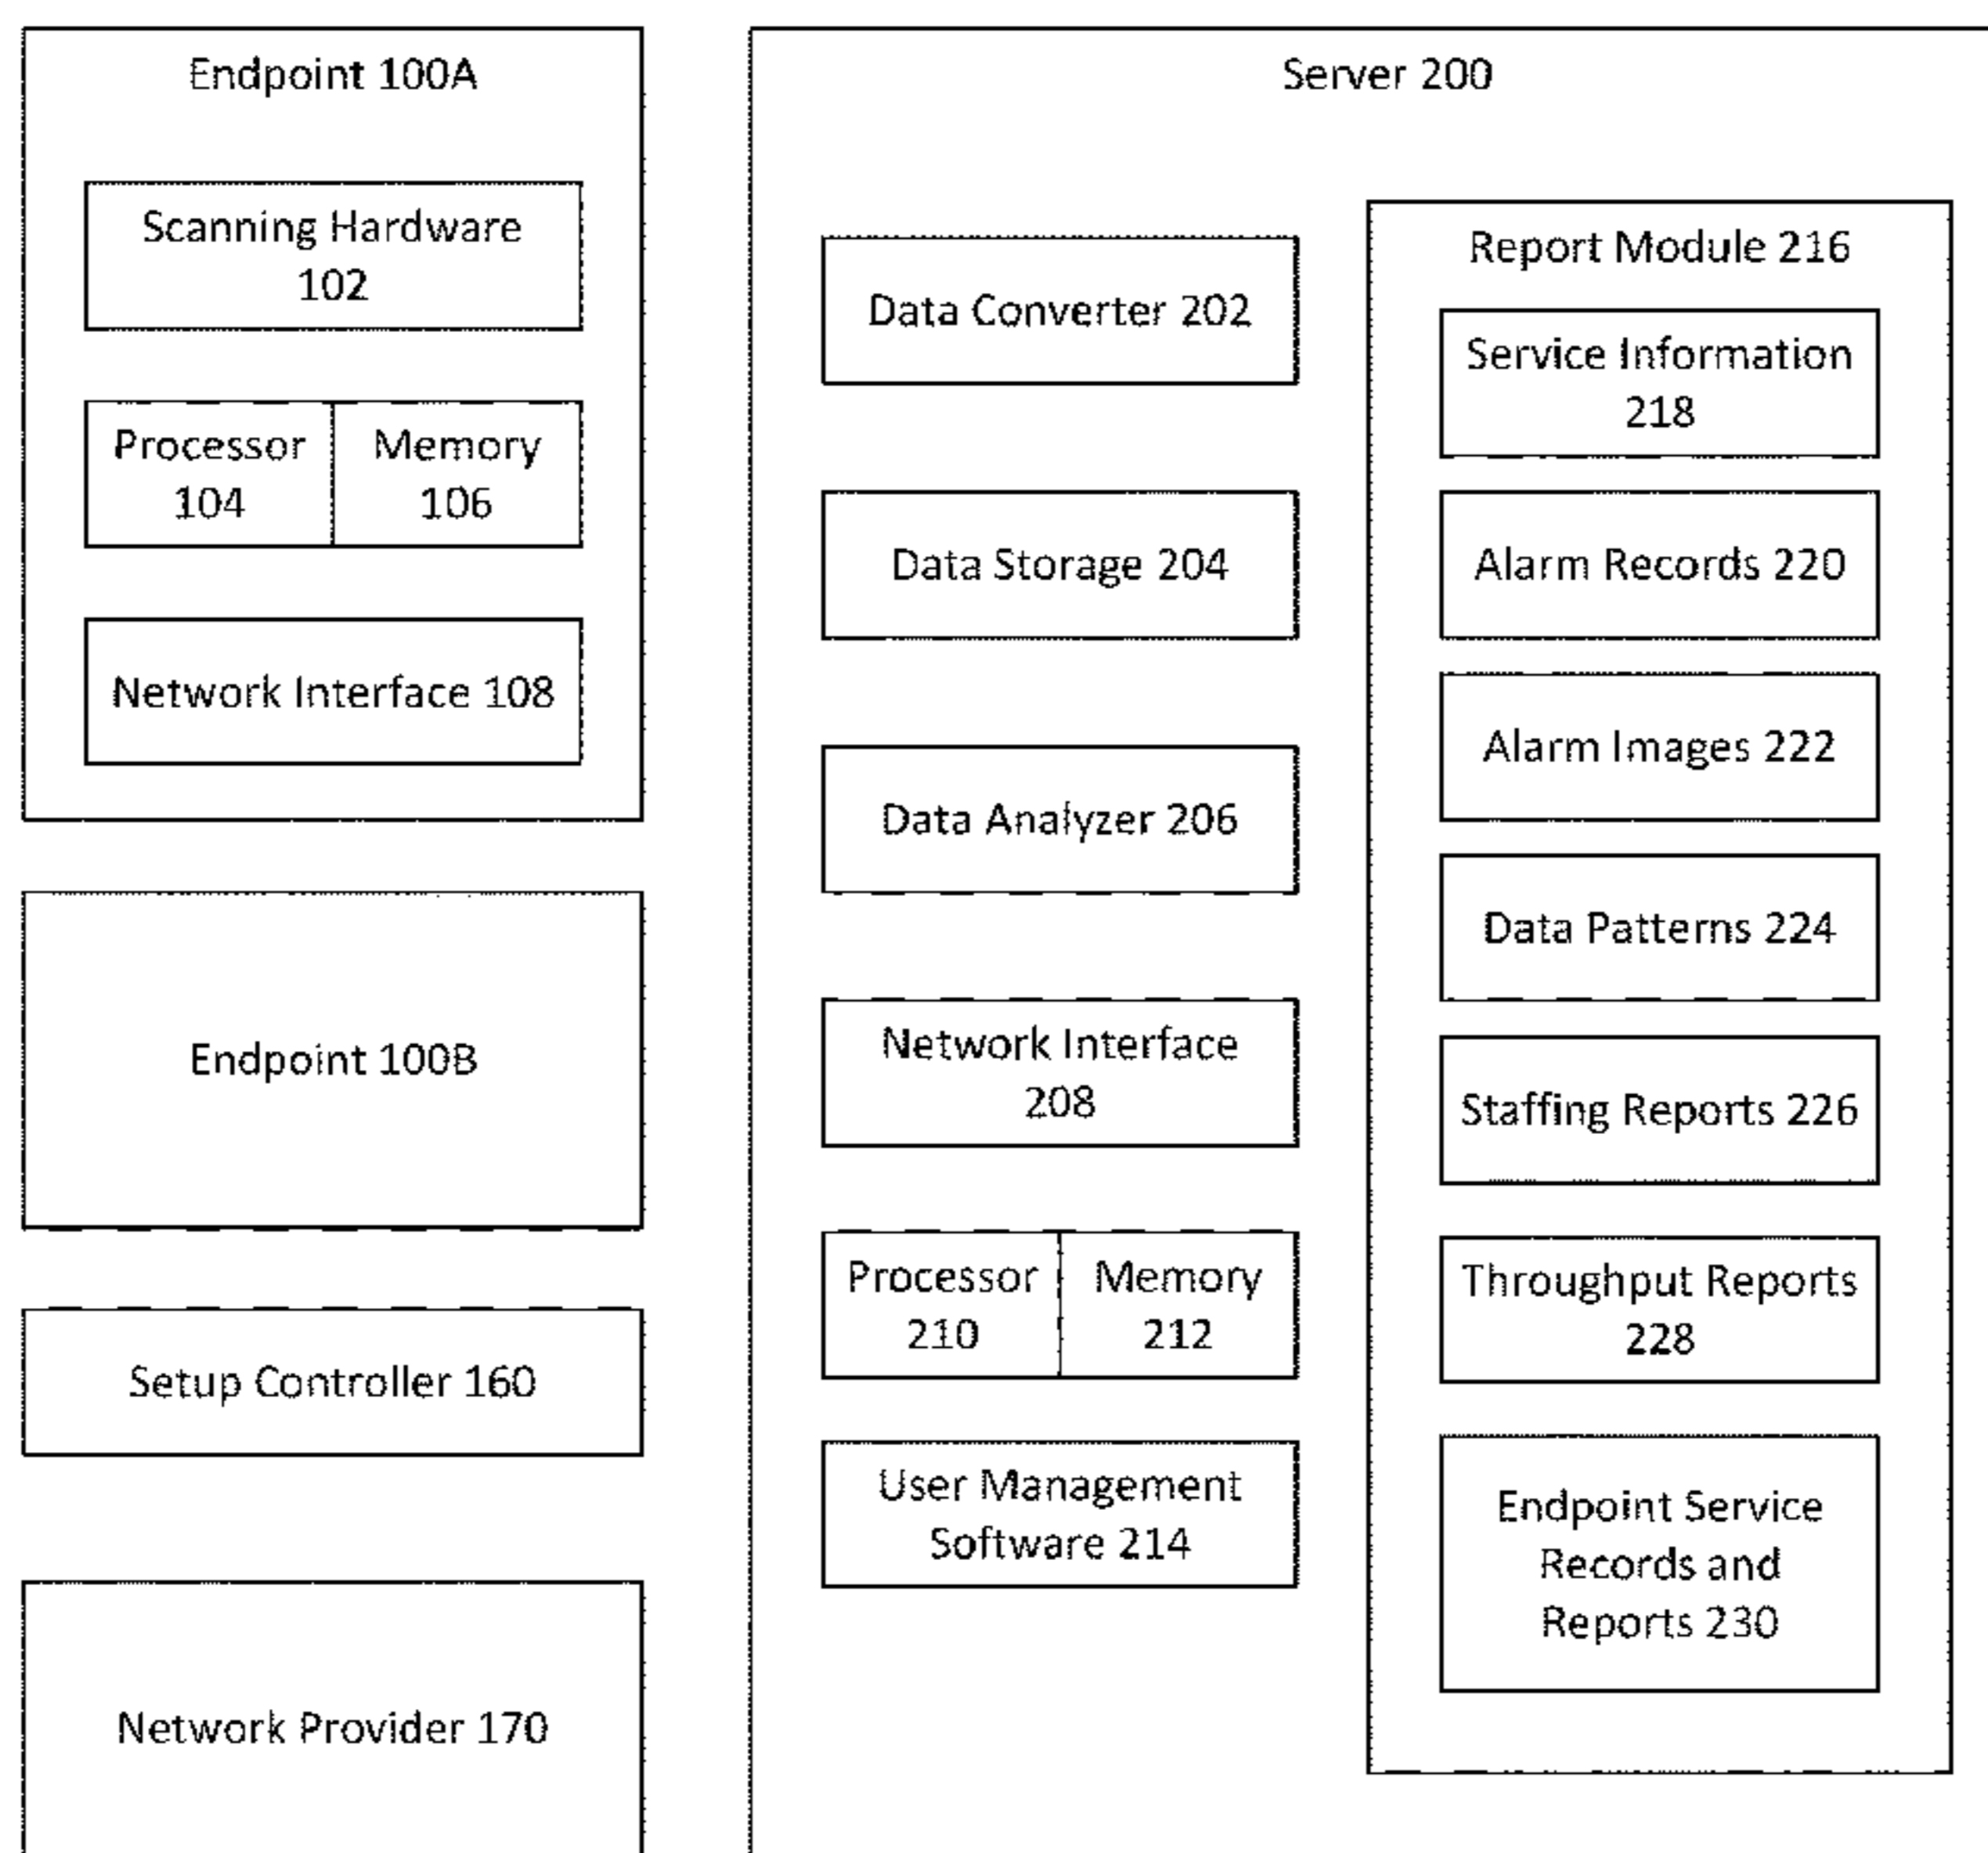 Endpoint 100A
Scanning Hardware
102
Processor
104
Memory
106
Network Interface 108
Endpoint 100B
Setup Controller 160
Network Provider 170
Server 200
Data Converter 202
Data Storage 204
Data Analyzer 206
Network Interface
208
Processor
210
Memory
212
User Management
Software 214
Report Module 216
Service Information
218
Alarm Records 220
Alarm Images 222
Data Patterns 224
Staffing Reports 226
Throughput Reports
228
Endpoint Service
Records and
Reports 230